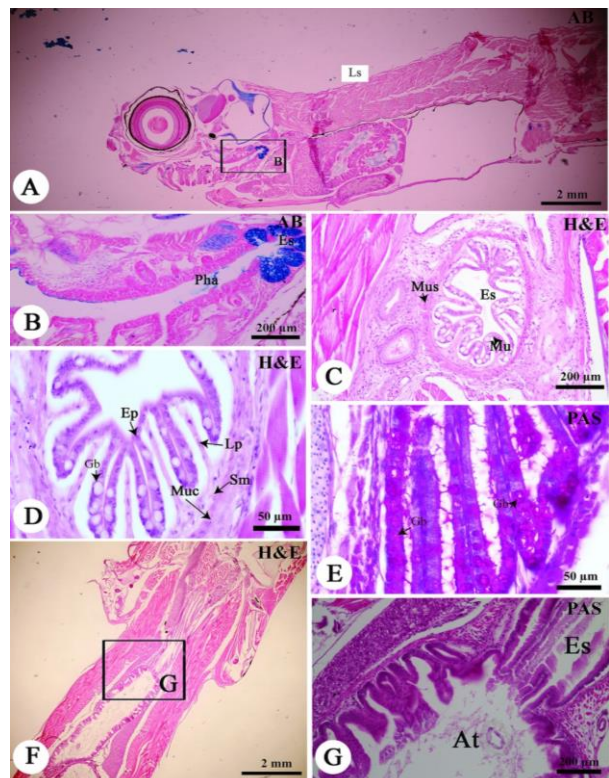 AB
Ls
B
A
2 mm
AB
Es
Pha
B
200 µm
H&E
Mus
Es
Mu
C
200 µm
H&E
Ep
Lp
Gb
Sm
Muc
D
50 µm
PAS
Gb
Gb
E
50 µm
H&E
G
F
2 mm
PAS
Es
At
G
200 µm